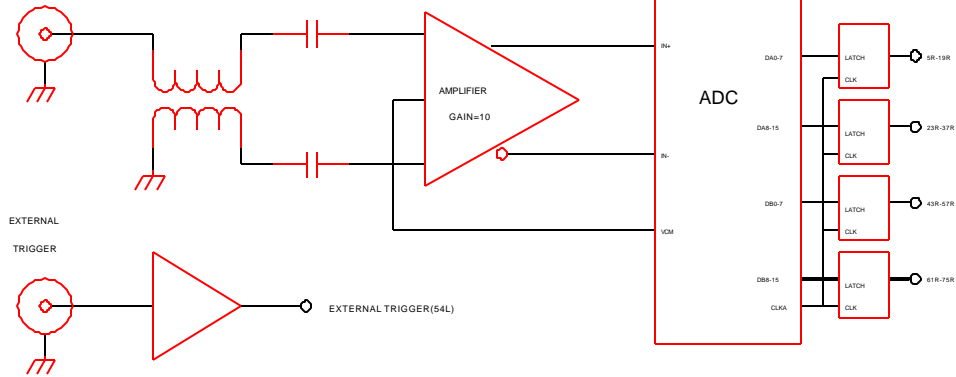 IN+
DA0-7
LATCH
5R-19R
CLK
AMPLIFIER
GAIN=10
ADC
DA8-15
LATCH
23R-37R
CLK
IN-
DB0-7
LATCH
43R-57R
CLK
VCM
EXTERNAL
TRIGGER
EXTERNAL TRIGGER(54L)
DB8-15
LATCH
61R-75R
CLKA
CLK